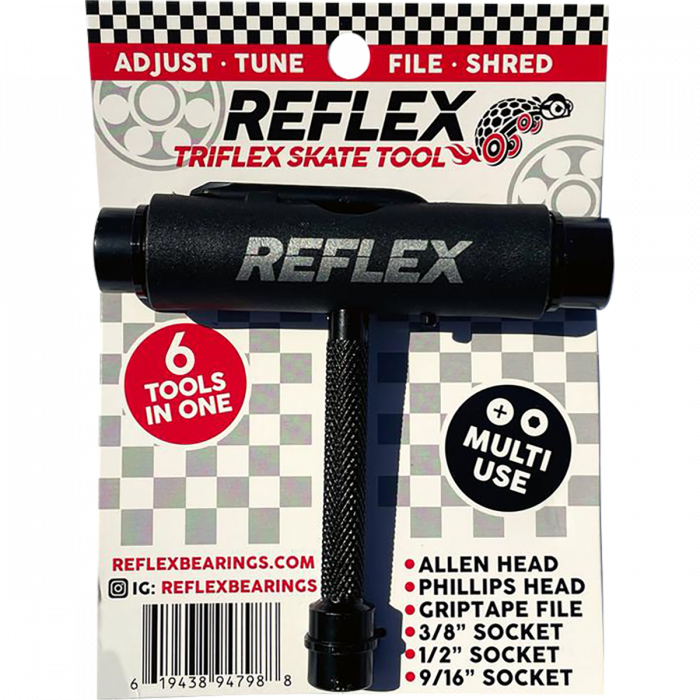 ADJUST · TUNE FILE · SHRED
REFLEX
TRIFLEX SKATE TOOL
REFLEX
6
TOOLS
IN ONE
MULTI
USE
REFLEXBEARINGS.COM
IG: REFLEXBEARINGS
• ALLEN HEAD
• PHILLIPS HEAD
• GRIPTAPE FILE
• 3/8” SOCKET
• 1/2” SOCKET
• 9/16” SOCKET
6 19438 94798 8